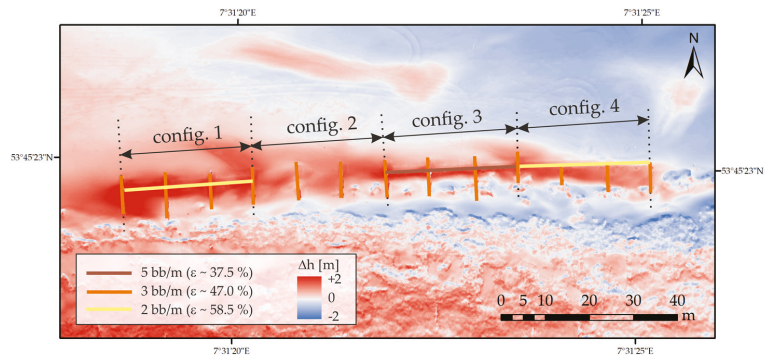 7°31'20"E 7°31'25"E
N
config. 1 config. 2 config. 3 config. 4
53°45'23"N 53°45'23"N
5 bb/m (ε ~ 37.5 %)
3 bb/m (ε ~ 47.0 %)
2 bb/m (ε ~ 58.5 %)
Δh [m]
+2
0
-2
0 5 10 20 30 40
m
7°31'20"E 7°31'25"E